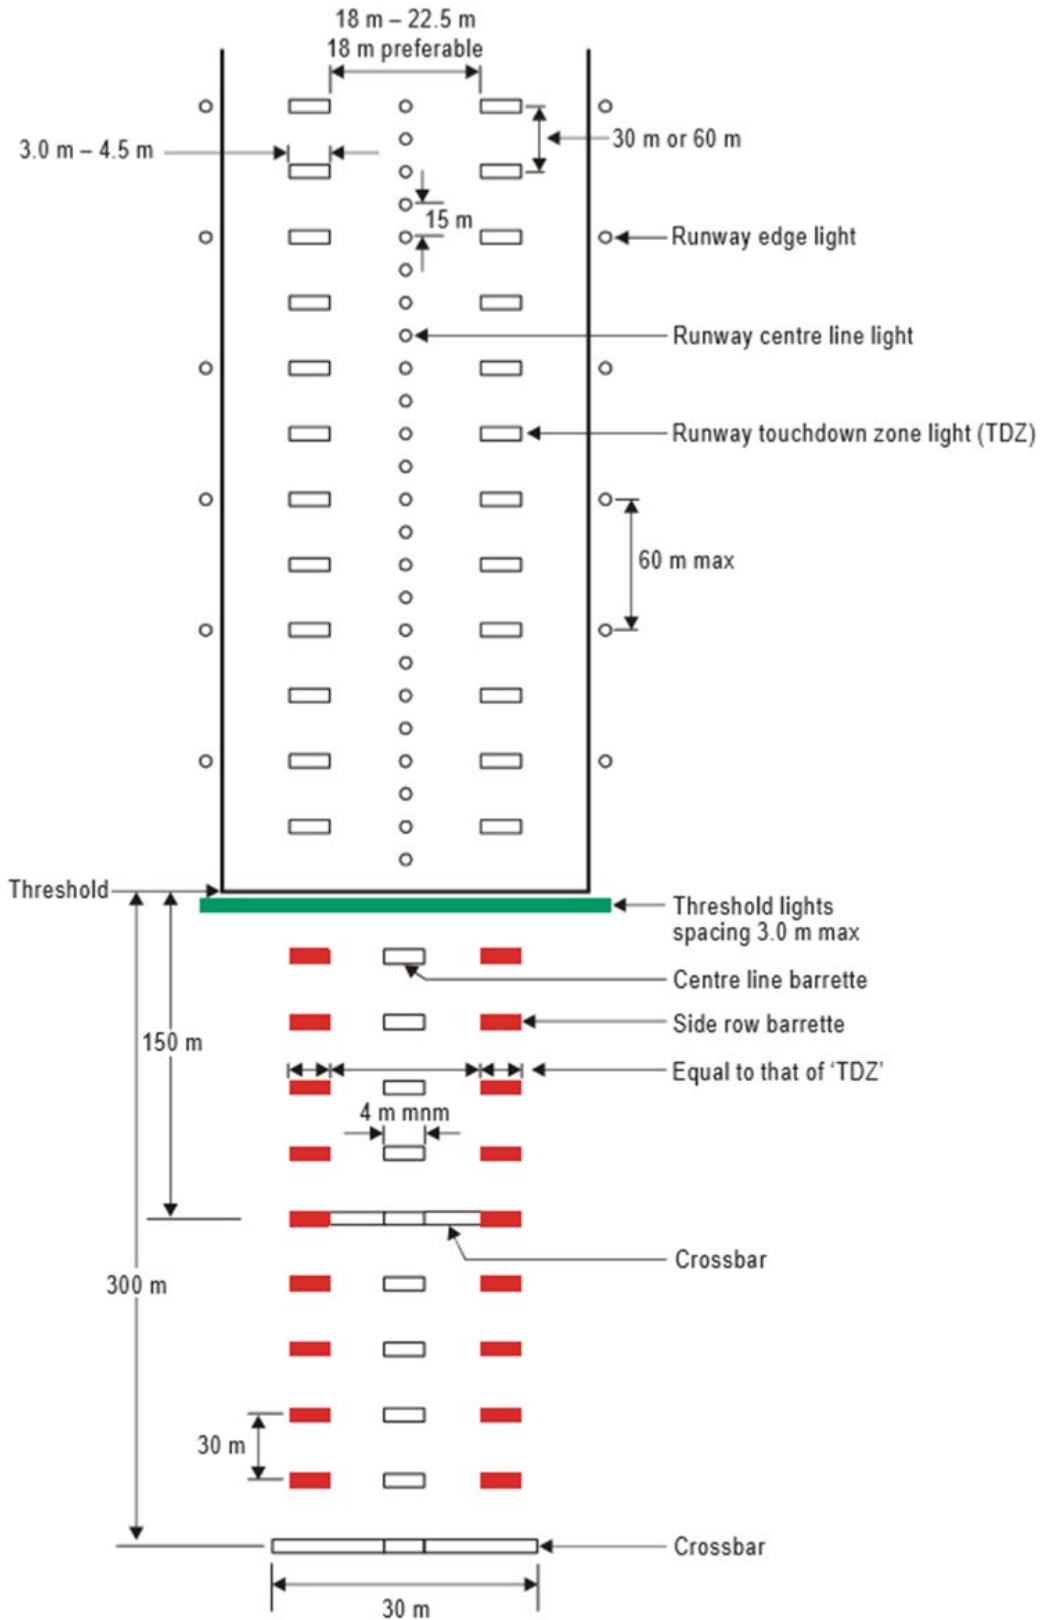 18 m – 22.5 m
18 m preferable
3.0 m – 4.5 m
30 m or 60 m
15 m
Runway edge light
Runway centre line light
Runway touchdown zone light (TDZ)
60 m max
Threshold
Threshold lights
spacing 3.0 m max
Centre line barrette
Side row barrette
150 m
Equal to that of ‘TDZ’
4 m mnm
Crossbar
300 m
30 m
Crossbar
30 m